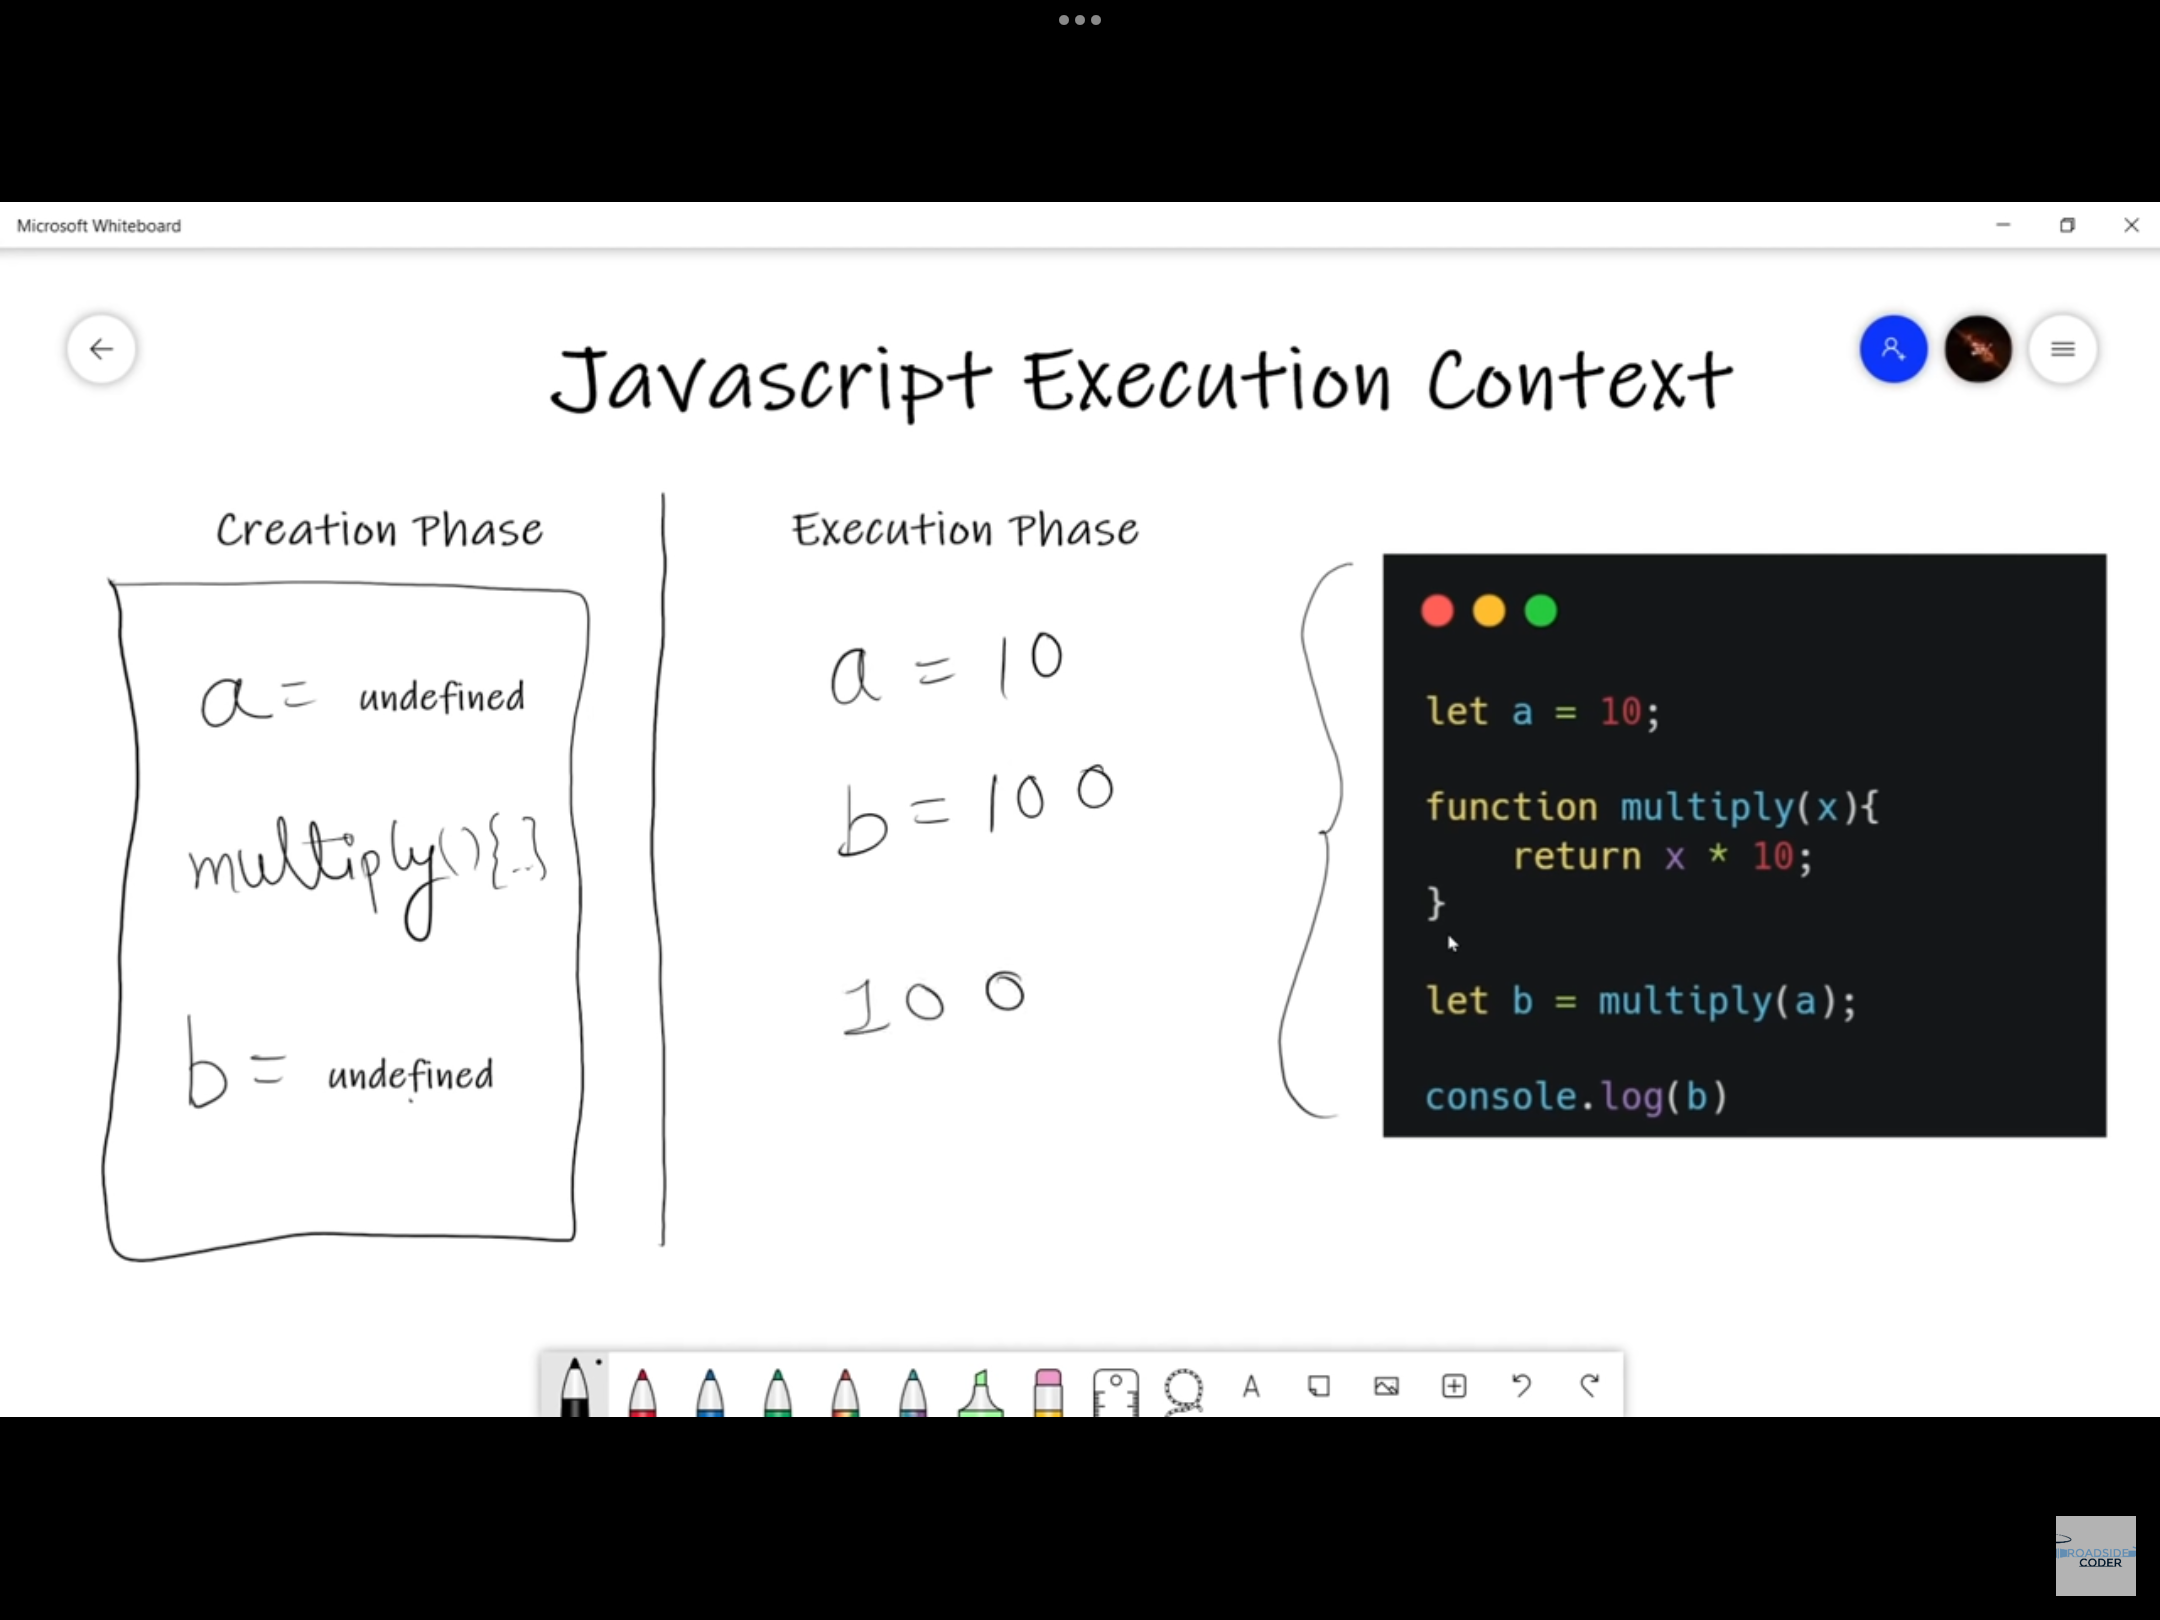 Microsoft Whiteboard
Javascript Execution Context
Creation Phase
a = undefined
multiply(){..}
b = undefined
Execution Phase
a = 10
b = 100
100
let a = 10;
function multiply(x){
return x * 10;
}
let b = multiply(a);
console.log(b)
A
ROADSIDE
CODER